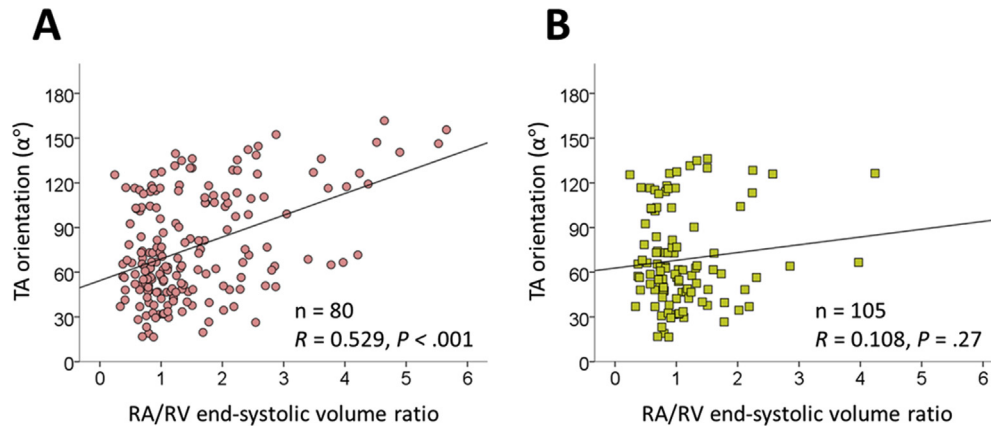 A
TA orientation (α°)
180
150
120
90
60
30
0
n = 80
R = 0.529, P < .001
0 1 2 3 4 5 6
RA/RV end-systolic volume ratio
B
TA orientation (α°)
180
150
120
90
60
30
0
n = 105
R = 0.108, P = .27
0 1 2 3 4 5 6
RA/RV end-systolic volume ratio